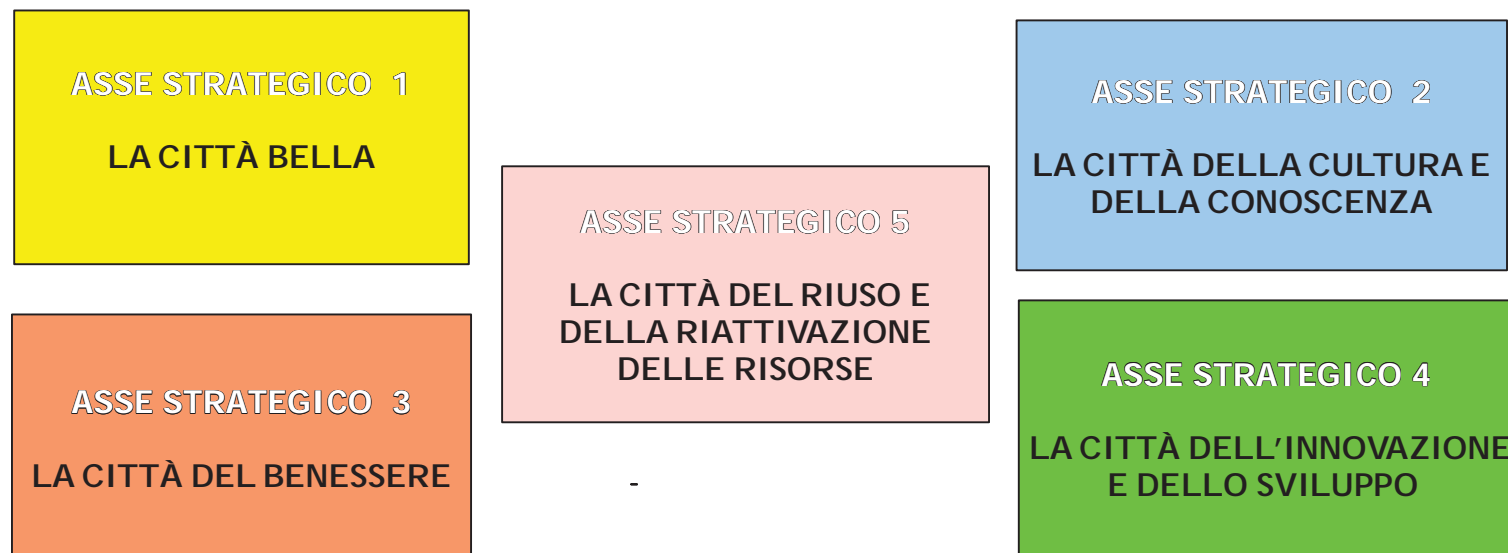 ASSE STRATEGICO 1
LA CITTÀ BELLA
ASSE STRATEGICO 2
LA CITTÀ DELLA CULTURA E
DELLA CONOSCENZA
ASSE STRATEGICO 5
LA CITTÀ DEL RIUSO E
DELLA RIATTIVAZIONE
DELLE RISORSE
ASSE STRATEGICO 3
LA CITTÀ DEL BENESSERE
ASSE STRATEGICO 4
LA CITTÀ DELL’INNOVAZIONE
E DELLO SVILUPPO
-